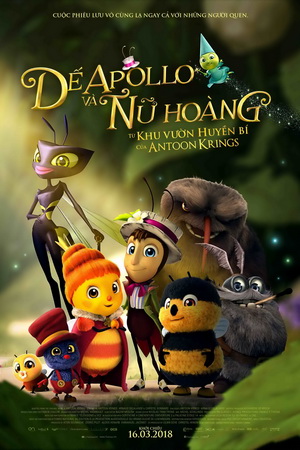 CUỘC PHIÊU LƯU VÔ CÙNG LẠ NGAY CẢ VỚI NHỮNG NGƯỜI QUEN.
DẾ APOLLO
VÀ NỮ HOÀNG
TỪ KHU VƯỜN HUYỀN BÍ
CỦA ANTOON KRINGS
KHỞI CHIẾU
16.03.2018